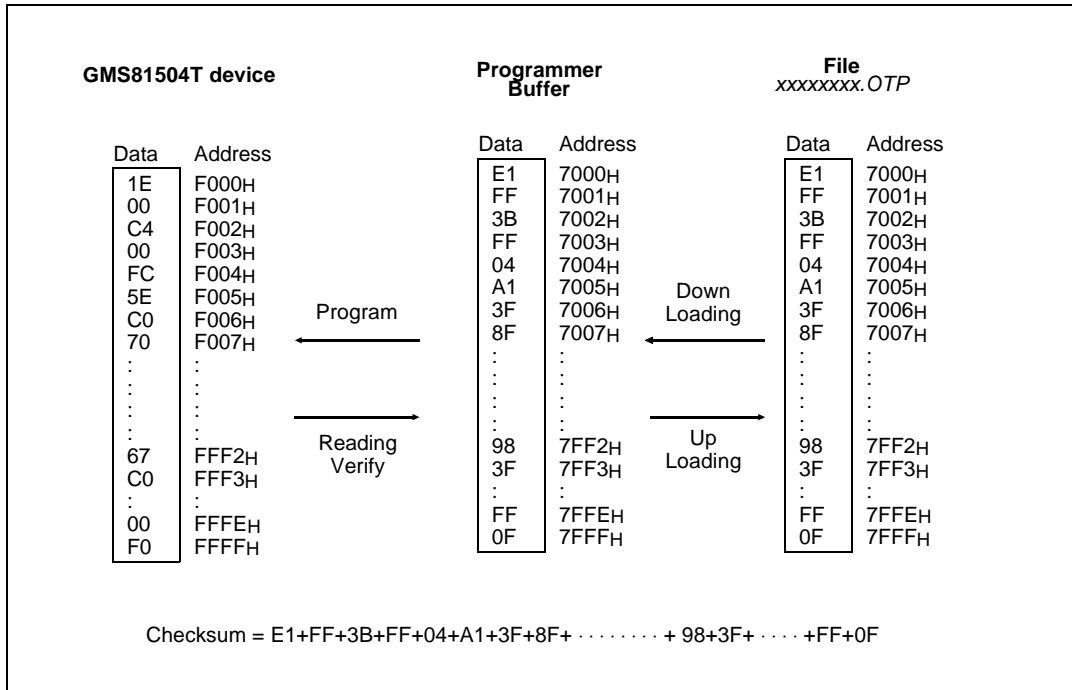 GMS81504T device
Programmer
Buffer
File
xxxxxxxx.OTP
Data Address
1E F000H
00 F001H
C4 F002H
00 F003H
FC F004H
5E F005H
C0 F006H
70 F007H
: :
: :
: :
: :
67 FFF2H
C0 FFF3H
: :
00 FFFEH
F0 FFFFH
Program
Reading
Verify
Data Address
E1 7000H
FF 7001H
3B 7002H
FF 7003H
04 7004H
A1 7005H
3F 7006H
8F 7007H
: :
: :
: :
: :
98 7FF2H
3F 7FF3H
: :
FF 7FFEH
0F 7FFFH
Down
Loading
Up
Loading
Data Address
E1 7000H
FF 7001H
3B 7002H
FF 7003H
04 7004H
A1 7005H
3F 7006H
8F 7007H
: :
: :
: :
: :
98 7FF2H
3F 7FF3H
: :
FF 7FFEH
0F 7FFFH
Checksum = E1+FF+3B+FF+04+A1+3F+8F+ · · · · · · · · + 98+3F+ · · · · +FF+0F